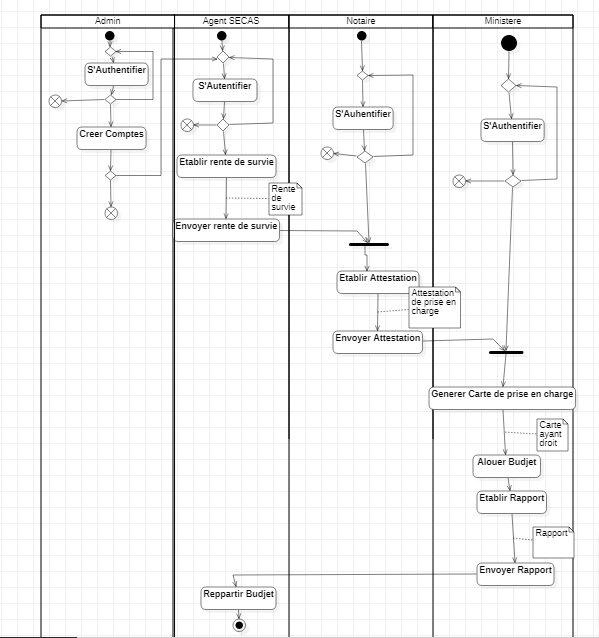 Admin
Agent SECAS
Notaire
Ministere
S'Authentifier
S'Autentifier
S'Auhentifier
S'Authentifier
Creer Comptes
Etablir rente de survie
Rente
de
survie
Envoyer rente de survie
Etablir Attestation
Attestation
de prise en
charge
Envoyer Attestation
Generer Carte de prise en charge
Carte
ayant
droit
Alouer Budjet
Etablir Rapport
Rapport
Envoyer Rapport
Reppartir Budjet